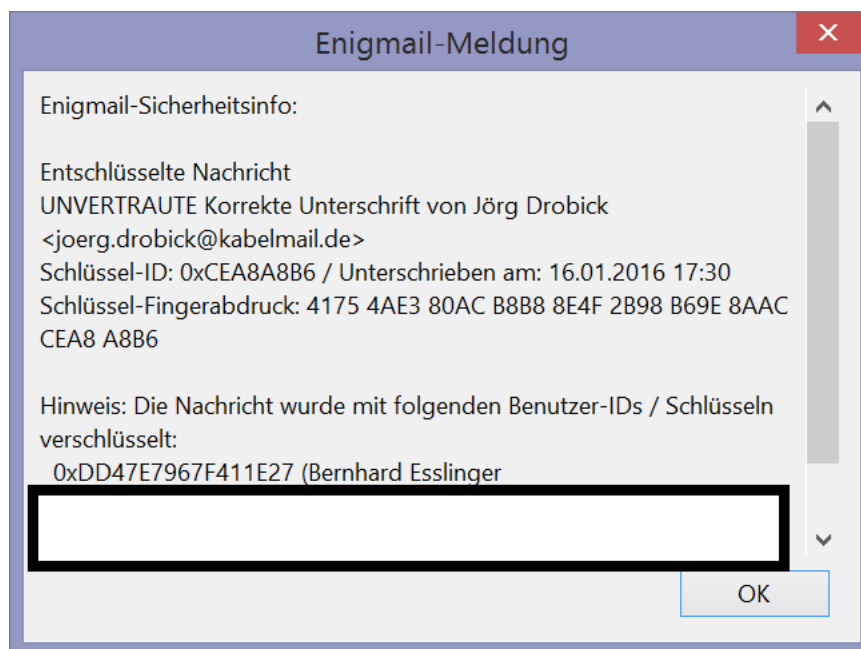 Enigmail-Meldung
Enigmail-Sicherheitsinfo:
Entschlüsselte Nachricht
UNVERTRAUTE Korrekte Unterschrift von Jörg Drobick
<joerg.drobick@kabelmail.de>
Schlüssel-ID: 0xCEA8A8B6 / Unterschrieben am: 16.01.2016 17:30
Schlüssel-Fingerabdruck: 4175 4AE3 80AC B8B8 8E4F 2B98 B69E 8AAC
CEA8 A8B6
Hinweis: Die Nachricht wurde mit folgenden Benutzer-IDs / Schlüsseln
verschlüsselt:
0xDD47E7967F411E27 (Bernhard Esslinger
OK